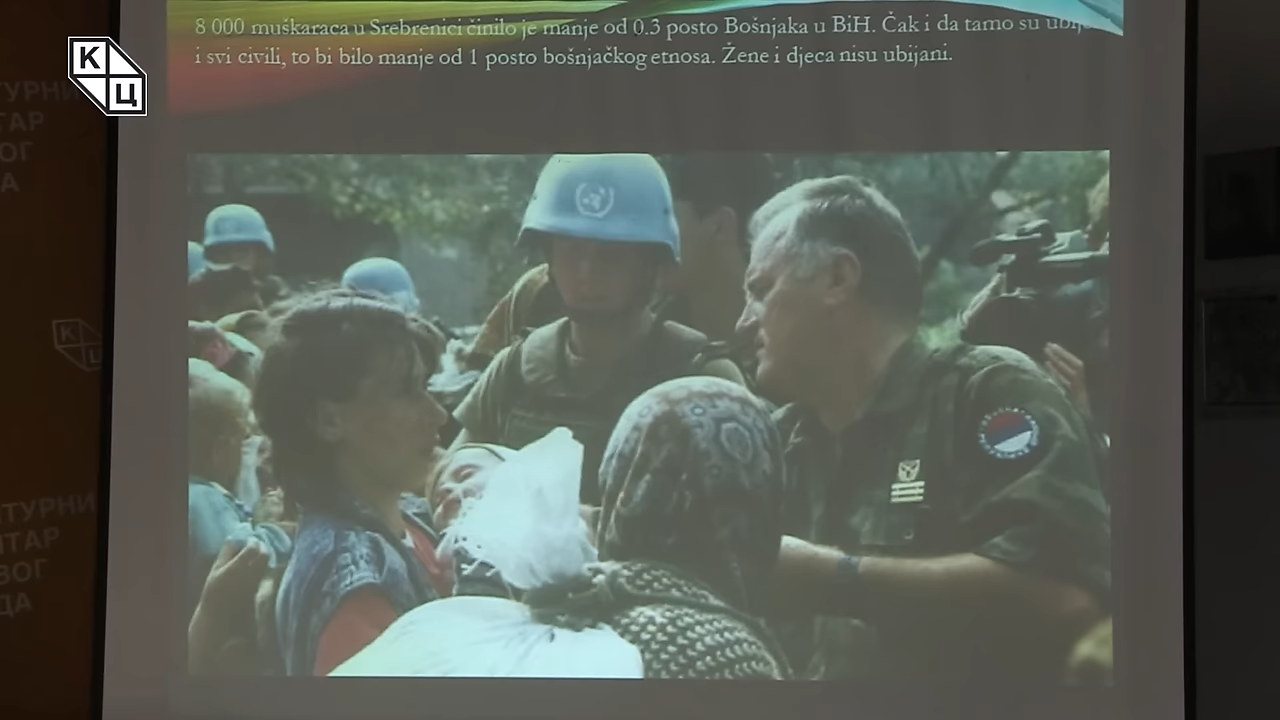 8 000 muškaraca u Srebrenici činilo je manje od 0.3 posto Bošnjaka u BiH. Čak i da tamo su
i svi civili, to bi bilo manje od 1 posto bošnjačkog etnosa. Žene i djeca nisu ubijani.
К
Ц
К
Ц